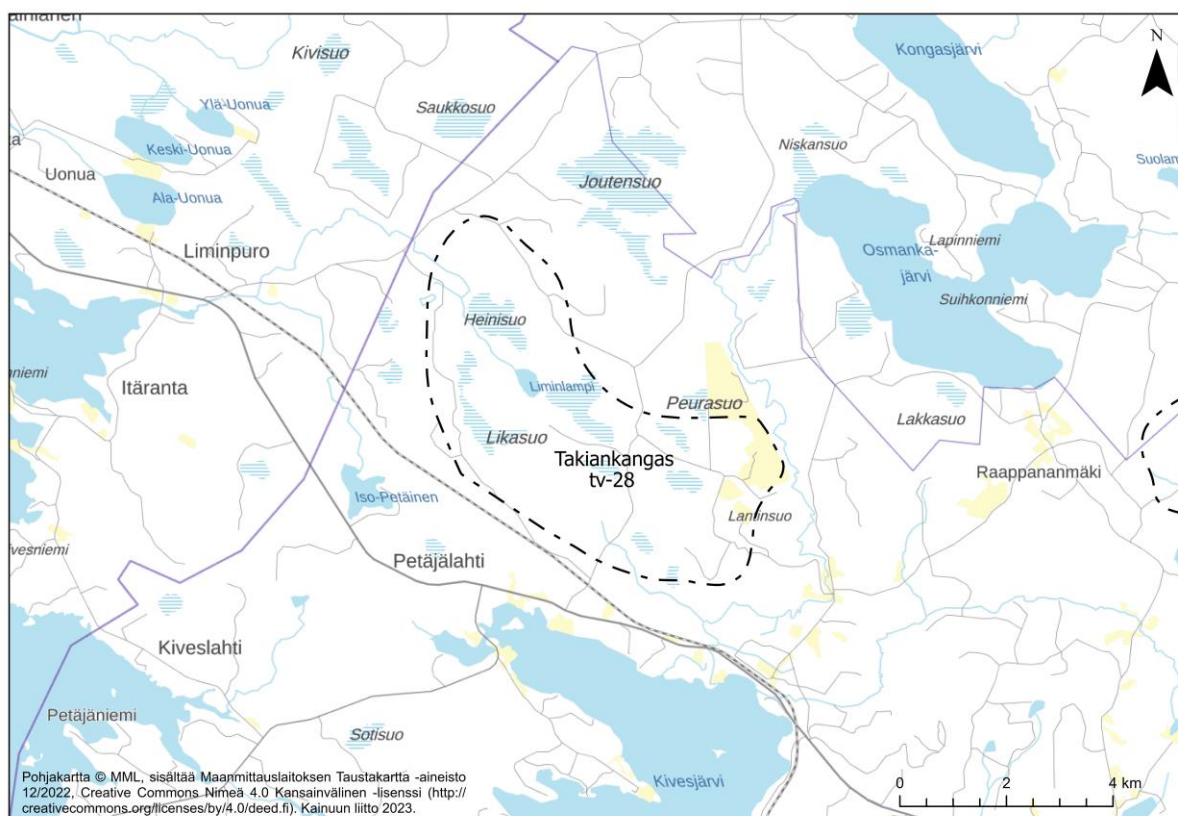 Kivisuo
Kongasjärvi
N
Ylä-Uonua
Saukkosuo
Keski-Uonua
Niskansuo
Uonua
Joutensuo
Ala-Uonua
Lapinniemi
Liminpuro
Osmanka-
järvi
Suihkonniemi
Heinisuo
Itäranta
Liminlampi
Peurasuo
Lakkasuo
Likasuo
Takiankangas
tv-28
Raappananmäki
Iso-Petäinen
Laminsuo
Petäjälahti
Kiveslahti
Petäjäniemi
Sotisuo
Kivesjärvi
0 2 4 km
Pohjakartta © MML, sisältää Maanmittauslaitoksen Taustakartta -aineisto
12/2022, Creative Commons Nimeä 4.0 Kansainvälinen -lisenssi (http://
creativecommons.org/licenses/by/4.0/deed.fi). Kainuun liitto 2023.